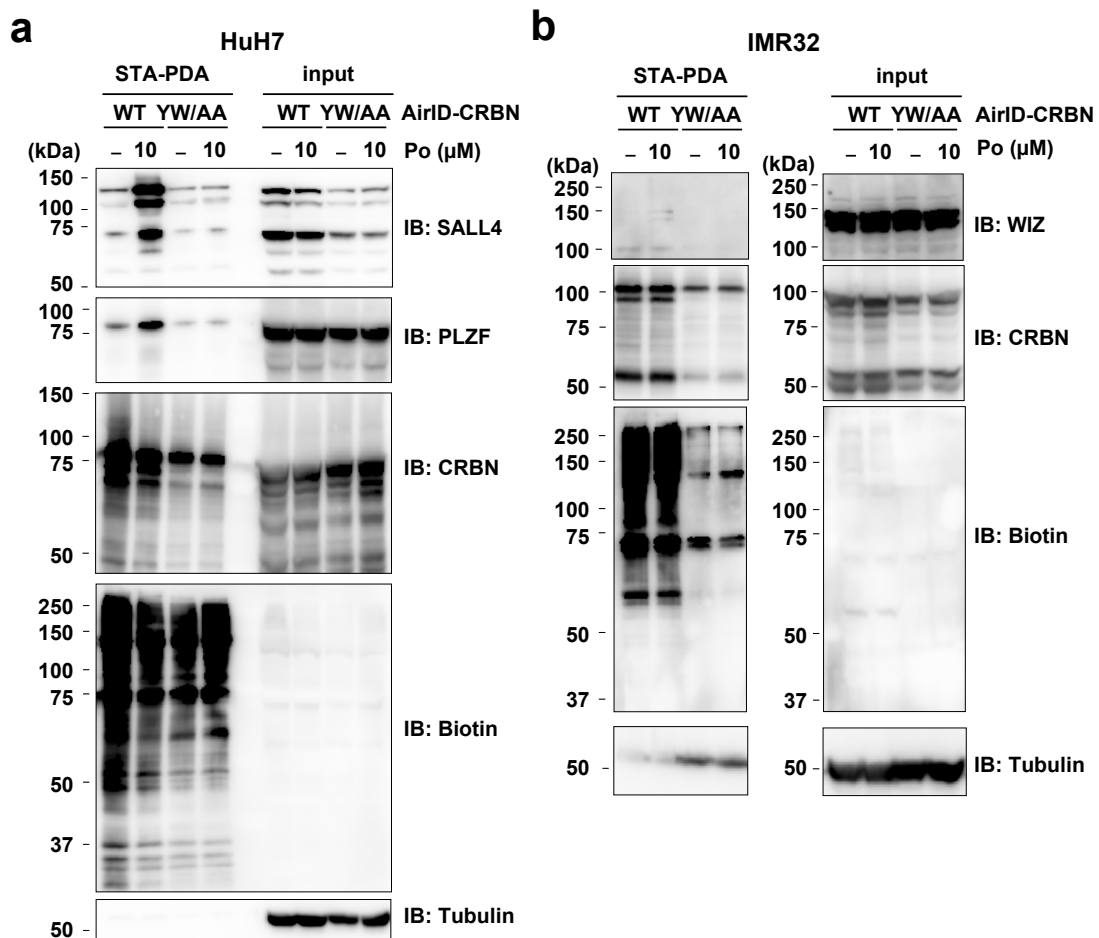 a
HuH7
STA-PDA input
WT YW/AA WT YW/AA AirID-CRBN
(kDa) – 10 – 10 – 10 – 10 Po (µM)
150
100
75
50
IB: SALL4
100
75
IB: PLZF
150
100
75
50
IB: CRBN
250
150
100
75
50
37
IB: Biotin
50
IB: Tubulin
b
IMR32
STA-PDA input
WT YW/AA WT YW/AA AirID-CRBN
(kDa) – 10 – 10 – 10 – 10 Po (µM)
250 250
150 150
100 100
IB: WIZ
100 100
75 75
50 50
IB: CRBN
250 250
150 150
100 100
75 75
50 50
37 37
IB: Biotin
50 50
IB: Tubulin